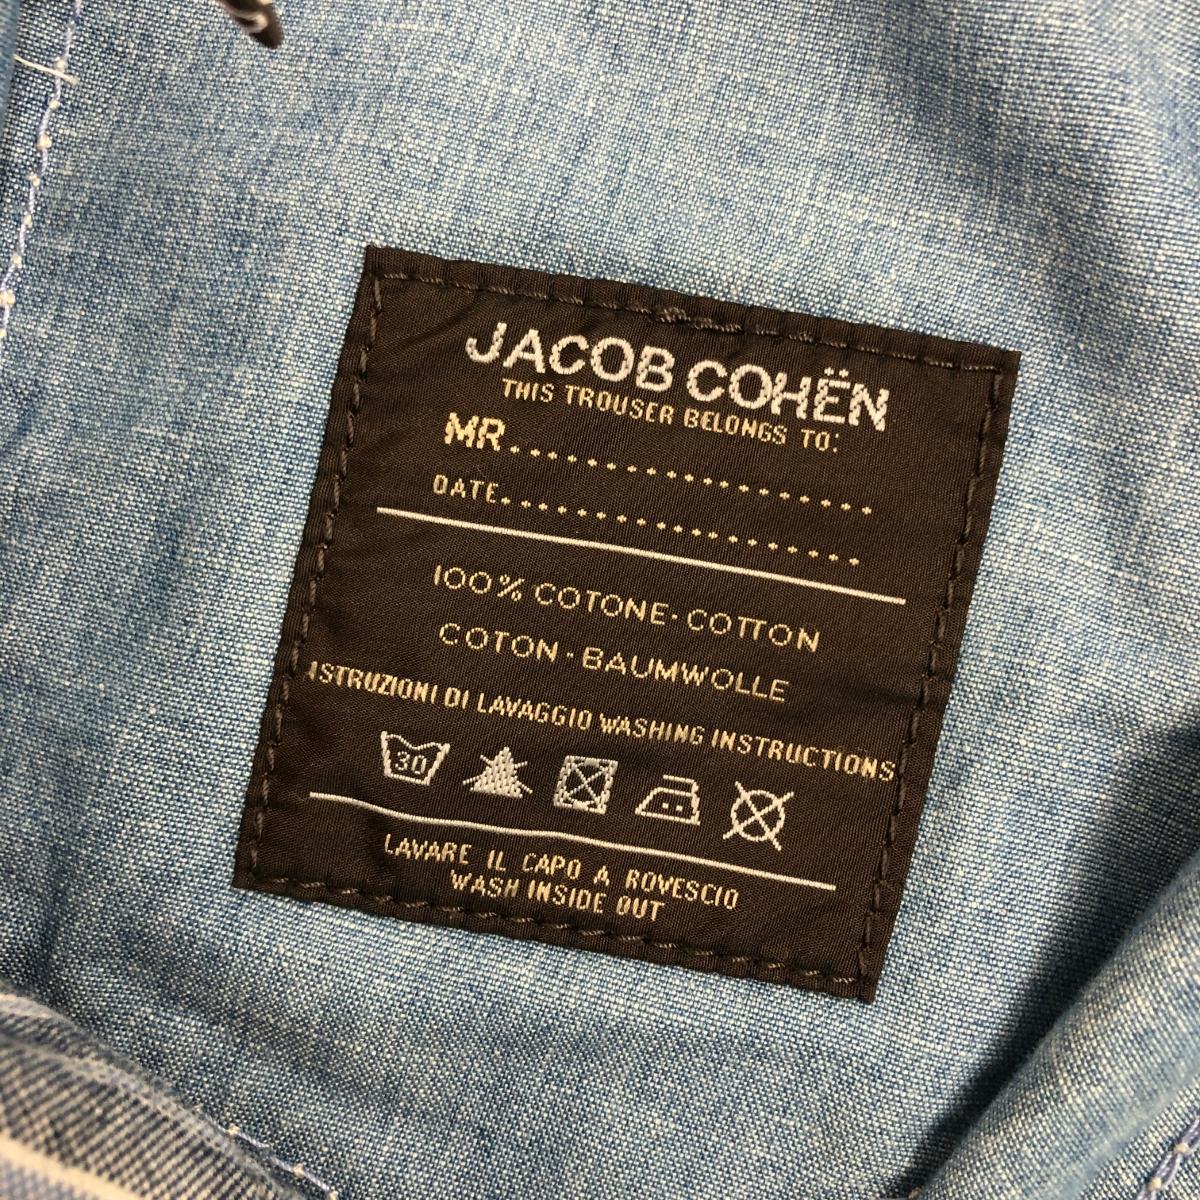 JACOB COHËN
THIS TROUSER BELONGS TO:
MR...................
DATE...................
100% COTONE·COTTON
COTON·BAUMWOLLE
ISTRUZIONI DI LAVAGGIO WASHING INSTRUCTIONS
30
LAVARE IL CAPO A ROVESCIO
WASH INSIDE OUT